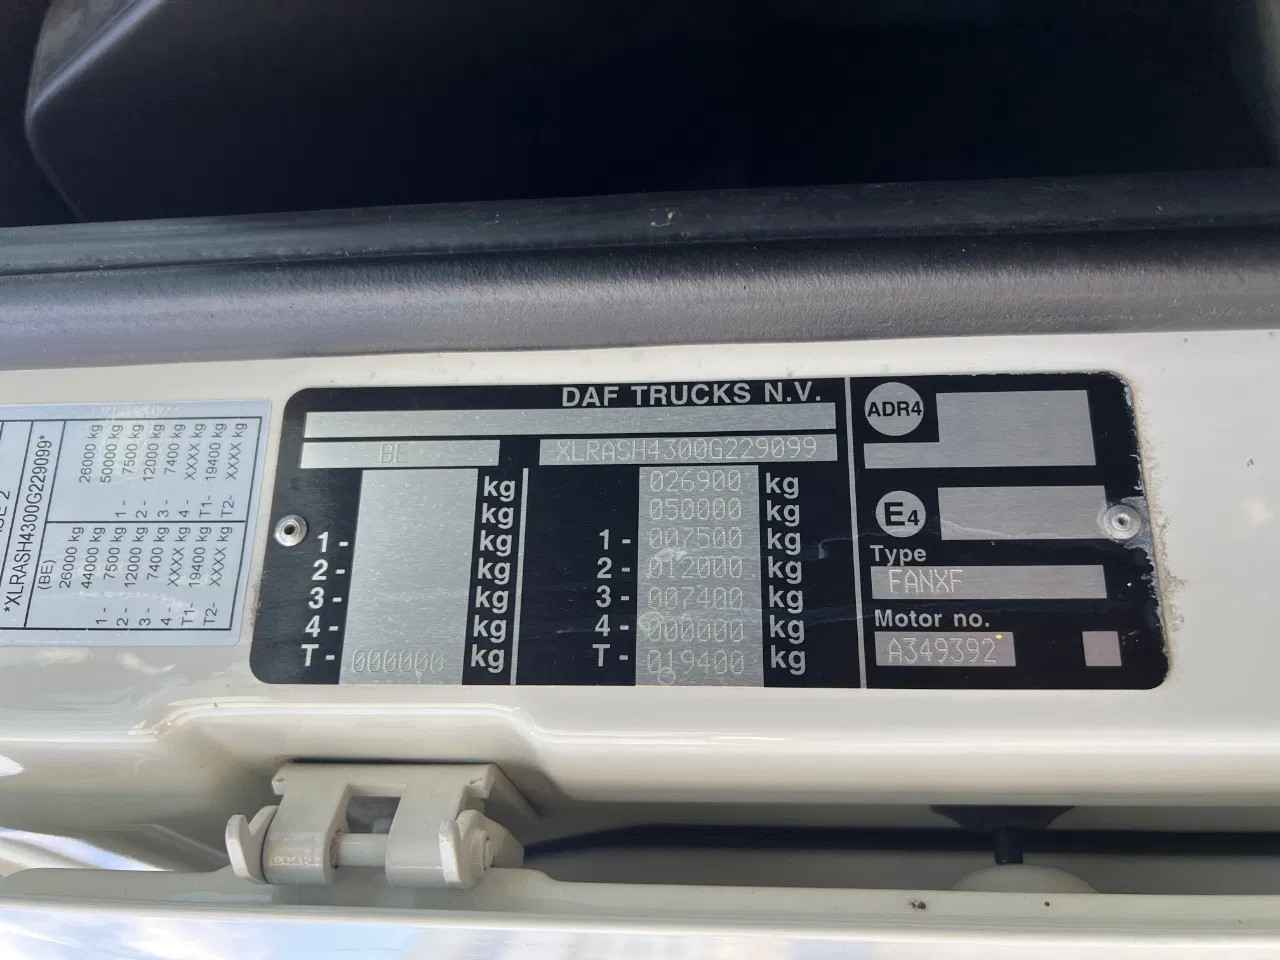 *XLRASH4300G229099*
(BE)
26000 kg
44000 kg
1 - 7500 kg
2 - 12000 kg
3 - 7400 kg
4 - XXXX kg
T1- 19400 kg
T2- XXXX kg
50000 kg
1 - 7500 kg
2 - 12000 kg
3 - 7400 kg
4 - XXXX kg
T1- 19400 kg
T2- XXXX kg
DAF TRUCKS N.V.
BE XLRASH4300G229099
kg 026900 kg
kg 050000 kg
1 - kg 1 - 007500 kg
2 - kg 2 - 012000 kg
3 - kg 3 - 007400 kg
4 - kg 4 - 000000 kg
T - 000000 kg T - 019400 kg
ADR4
E4
Type
FANXF
Motor no.
A349392